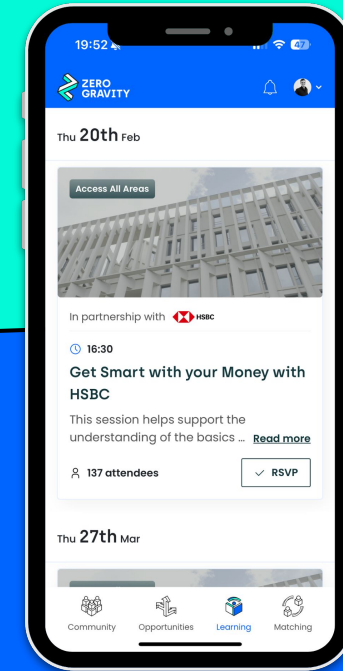 19:52
47
ZERO
GRAVITY
Thu 20th Feb
Access All Areas
In partnership with HSBC
16:30
Get Smart with your Money with
HSBC
This session helps support the
understanding of the basics ... Read more
137 attendees
RSVP
Thu 27th Mar
Community Opportunities Learning Matching